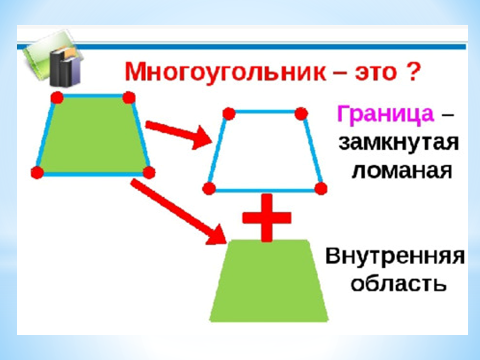 Многоугольник – это ?
Граница –
замкнутая
ломаная
Внутренняя
область